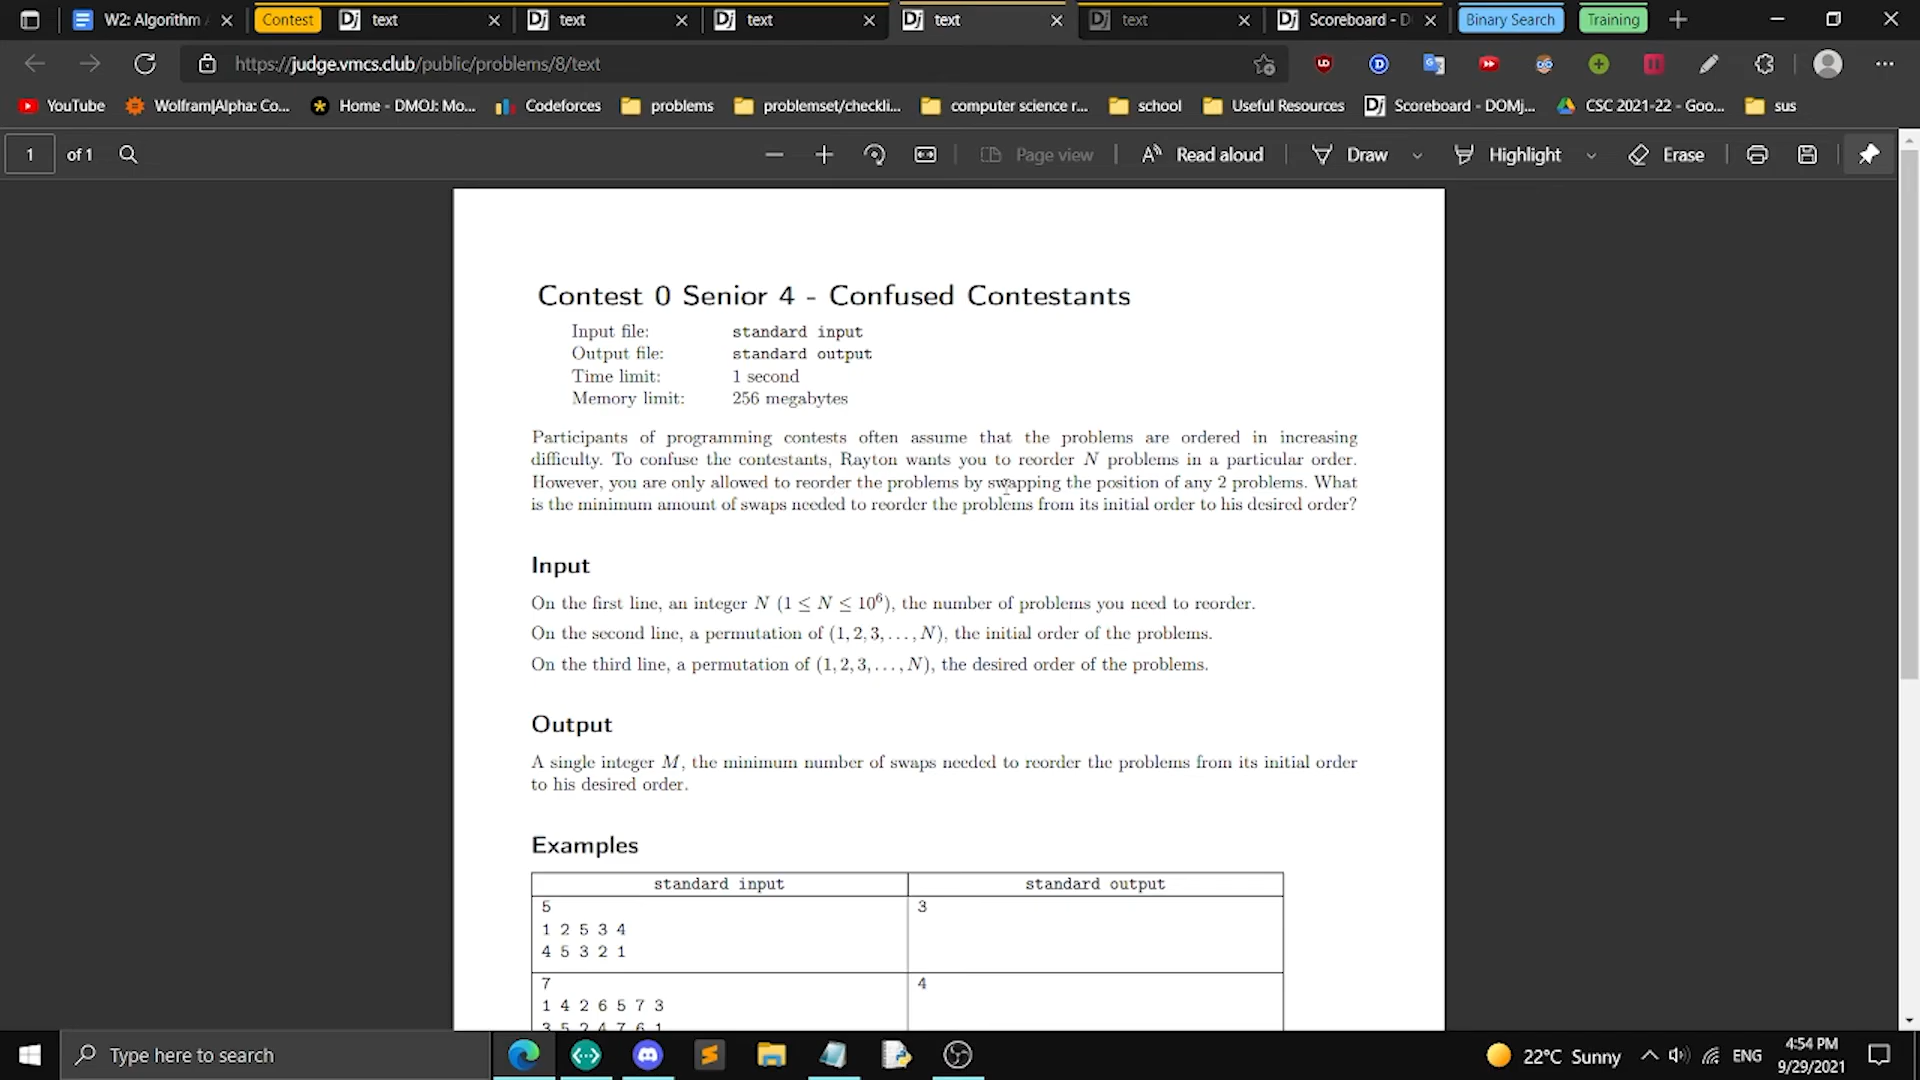 W2: Algorithm
Contest
text
text
text
text
text
Scoreboard - D
Binary Search
Training
https://judge.vmcs.club/public/problems/8/text
YouTube
Wolfram|Alpha: Co...
Home - DMOJ: Mo...
Codeforces
problems
problemset/checkli...
computer science r...
school
Useful Resources
Scoreboard - DOMj...
CSC 2021-22 - Goo...
sus
1 of 1
Page view
Read aloud
Draw
Highlight
Erase
Contest 0 Senior 4 - Confused Contestants
Input file: standard input
Output file: standard output
Time limit: 1 second
Memory limit: 256 megabytes
Participants of programming contests often assume that the problems are ordered in increasing
difficulty. To confuse the contestants, Rayton wants you to reorder N problems in a particular order.
However, you are only allowed to reorder the problems by swapping the position of any 2 problems. What
is the minimum amount of swaps needed to reorder the problems from its initial order to his desired order?
Input
On the first line, an integer N (1 ≤ N ≤ 10⁶), the number of problems you need to reorder.
On the second line, a permutation of (1, 2, 3, . . . , N), the initial order of the problems.
On the third line, a permutation of (1, 2, 3, . . . , N), the desired order of the problems.
Output
A single integer M, the minimum number of swaps needed to reorder the problems from its initial order
to his desired order.
Examples
standard input standard output
5 3
1 2 5 3 4
4 5 3 2 1
7 4
1 4 2 6 5 7 3
3 5 2 4 7 6 1
Type here to search
22°C Sunny
ENG
4:54 PM
9/29/2021